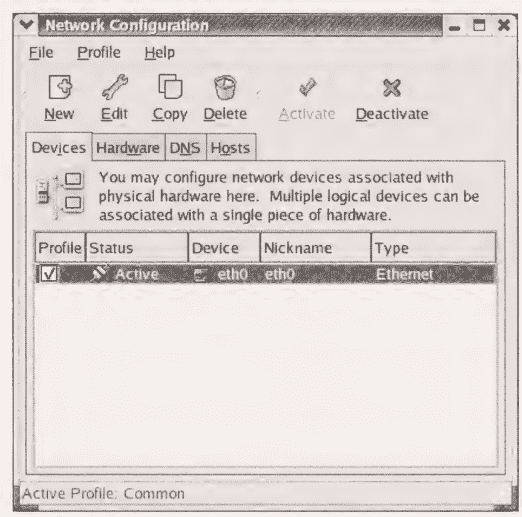 Network Configuration
File Profile Help
New Edit Copy Delete Activate Deactivate
Devices Hardware DNS Hosts
You may configure network devices associated with
physical hardware here. Multiple logical devices can be
associated with a single piece of hardware.
Profile Status Device Nickname Type
Active eth0 eth0 Ethernet
Active Profile: Common